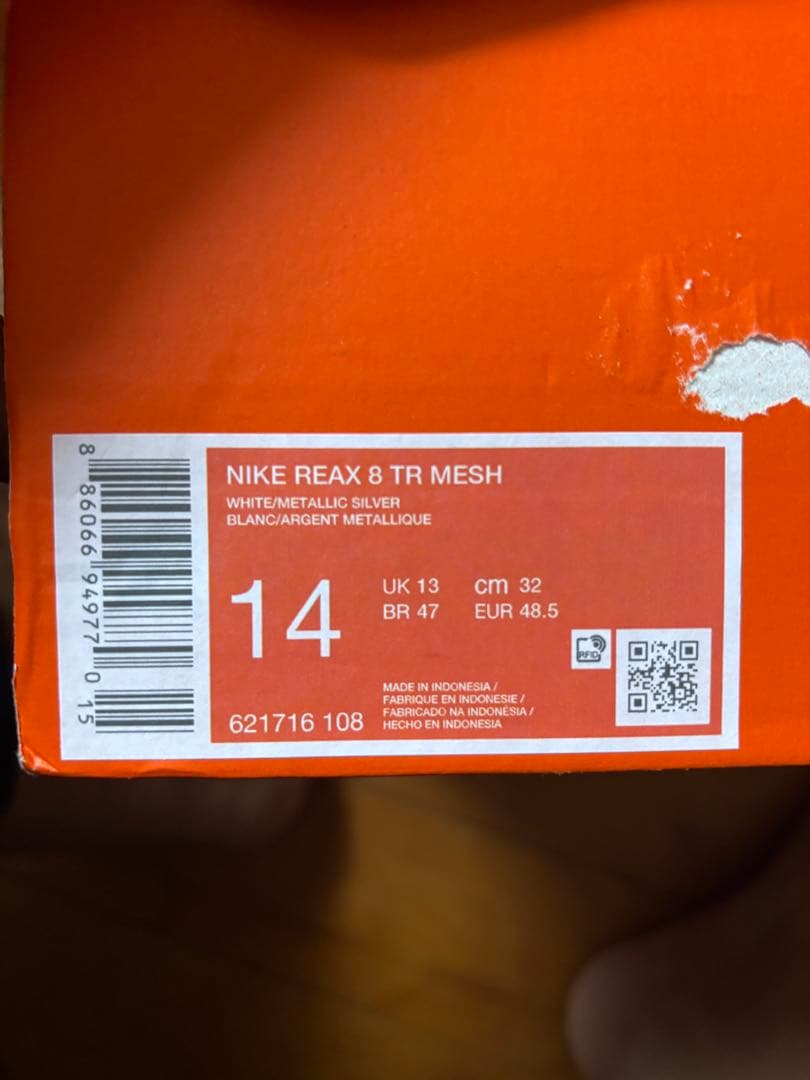 NIKE REAX 8 TR MESH
WHITE/METALLIC SILVER
BLANC/ARGENT METALLIQUE
14
UK 13 cm 32
BR 47 EUR 48.5
RFID
MADE IN INDONESIA /
FABRIQUE EN INDONESIE /
FABRICADO NA INDONÉSIA /
HECHO EN INDONESIA
621716 108
8 86066 94977 0 15